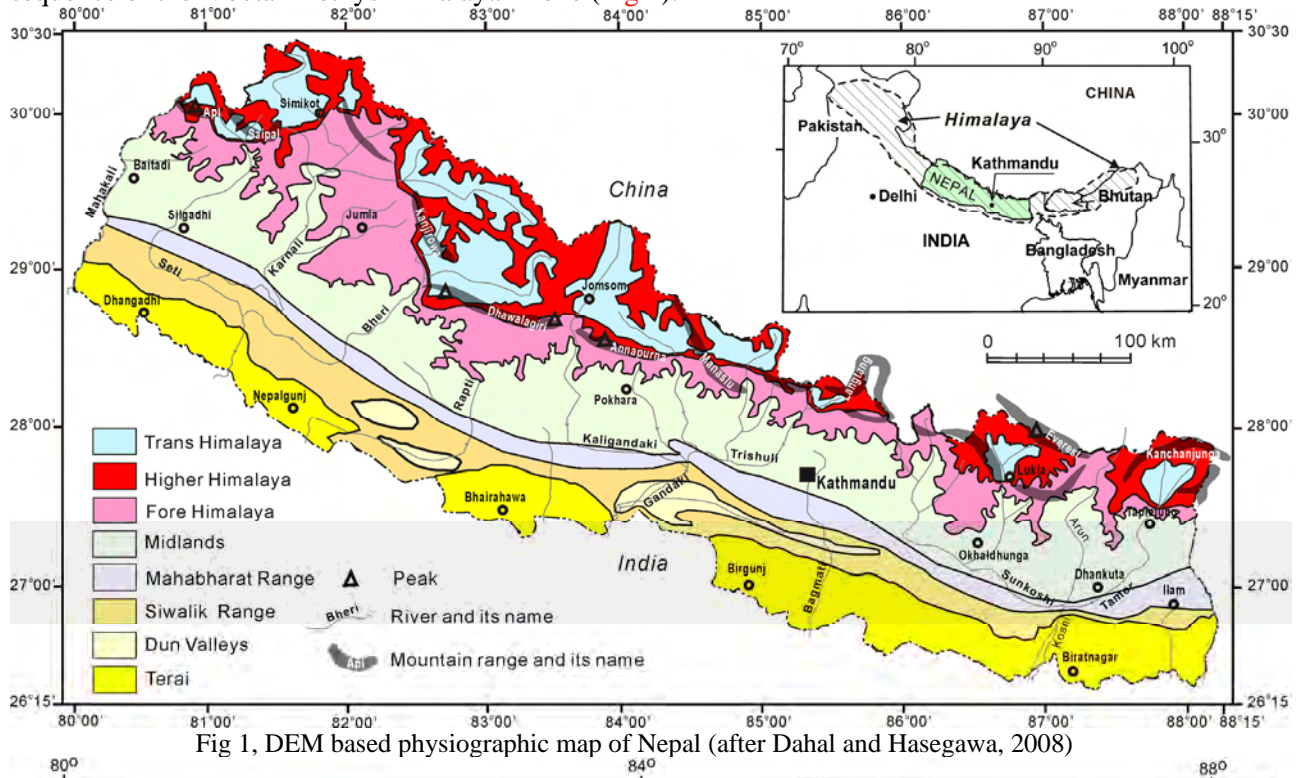 80°00' 81°00' 82°00' 83°00' 84°00' 85°00' 86°00' 87°00' 88°00' 88°15'
30°30'
30°00'
29°00'
28°00'
27°00'
26°15'
30°30
30°00
29°00'
28°00'
27°00'
26°15'
70° 80° 90° 100°
30°
20°
CHINA
Himalaya
Pakistan
Kathmandu
NEPAL
Delhi
Bhutan
INDIA
Bangladesh
Myanmar
0 100 km
Api
Saipal
Simikot
Baitadi
Mahakali
Silgadhi
Jumla
Kanjirowa
China
Karnali
Seti
Dhangadhi
Bheri
Jomsom
Dhawalagiri
Annapurna
Manaslu
Langtang
Nepalgunj
Rapti
Pokhara
Kaligandaki
Trishuli
Everest
Kanchanjunga
Lukla
Kathmandu
Bhairahawa
Gandaki
Taplejung
Arun
Okhaldhunga
India
Birgunj
Bagmati
Sunkoshi
Dhankuta
Tamor
Ilam
Koshi
Biratnagar
Trans Himalaya
Higher Himalaya
Fore Himalaya
Midlands
Mahabharat Range
Siwalik Range
Dun Valleys
Terai
Peak
Bheri
River and its name
Api
Mountain range and its name
80°00' 81°00' 82°00' 83°00' 84°00' 85°00' 86°00' 87°00' 88°00' 88°15'
Fig 1, DEM based physiographic map of Nepal (after Dahal and Hasegawa, 2008)
80° 84° 88°